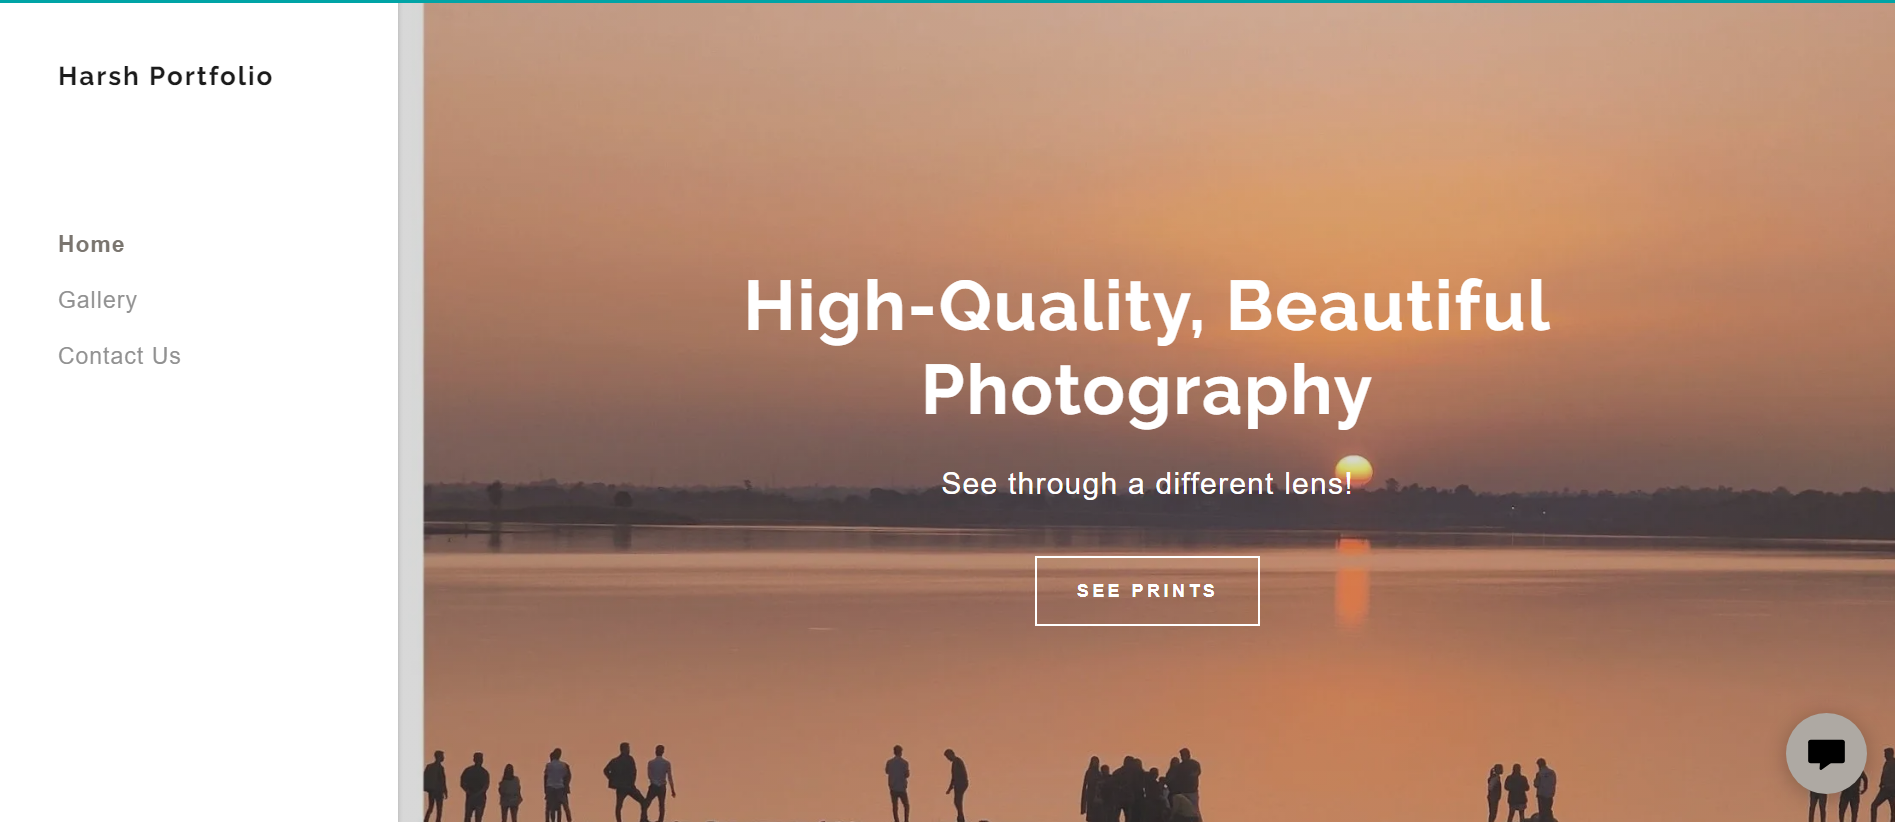 Harsh Portfolio
Home
Gallery
Contact Us
High-Quality, Beautiful
Photography
See through a different lens!
SEE PRINTS